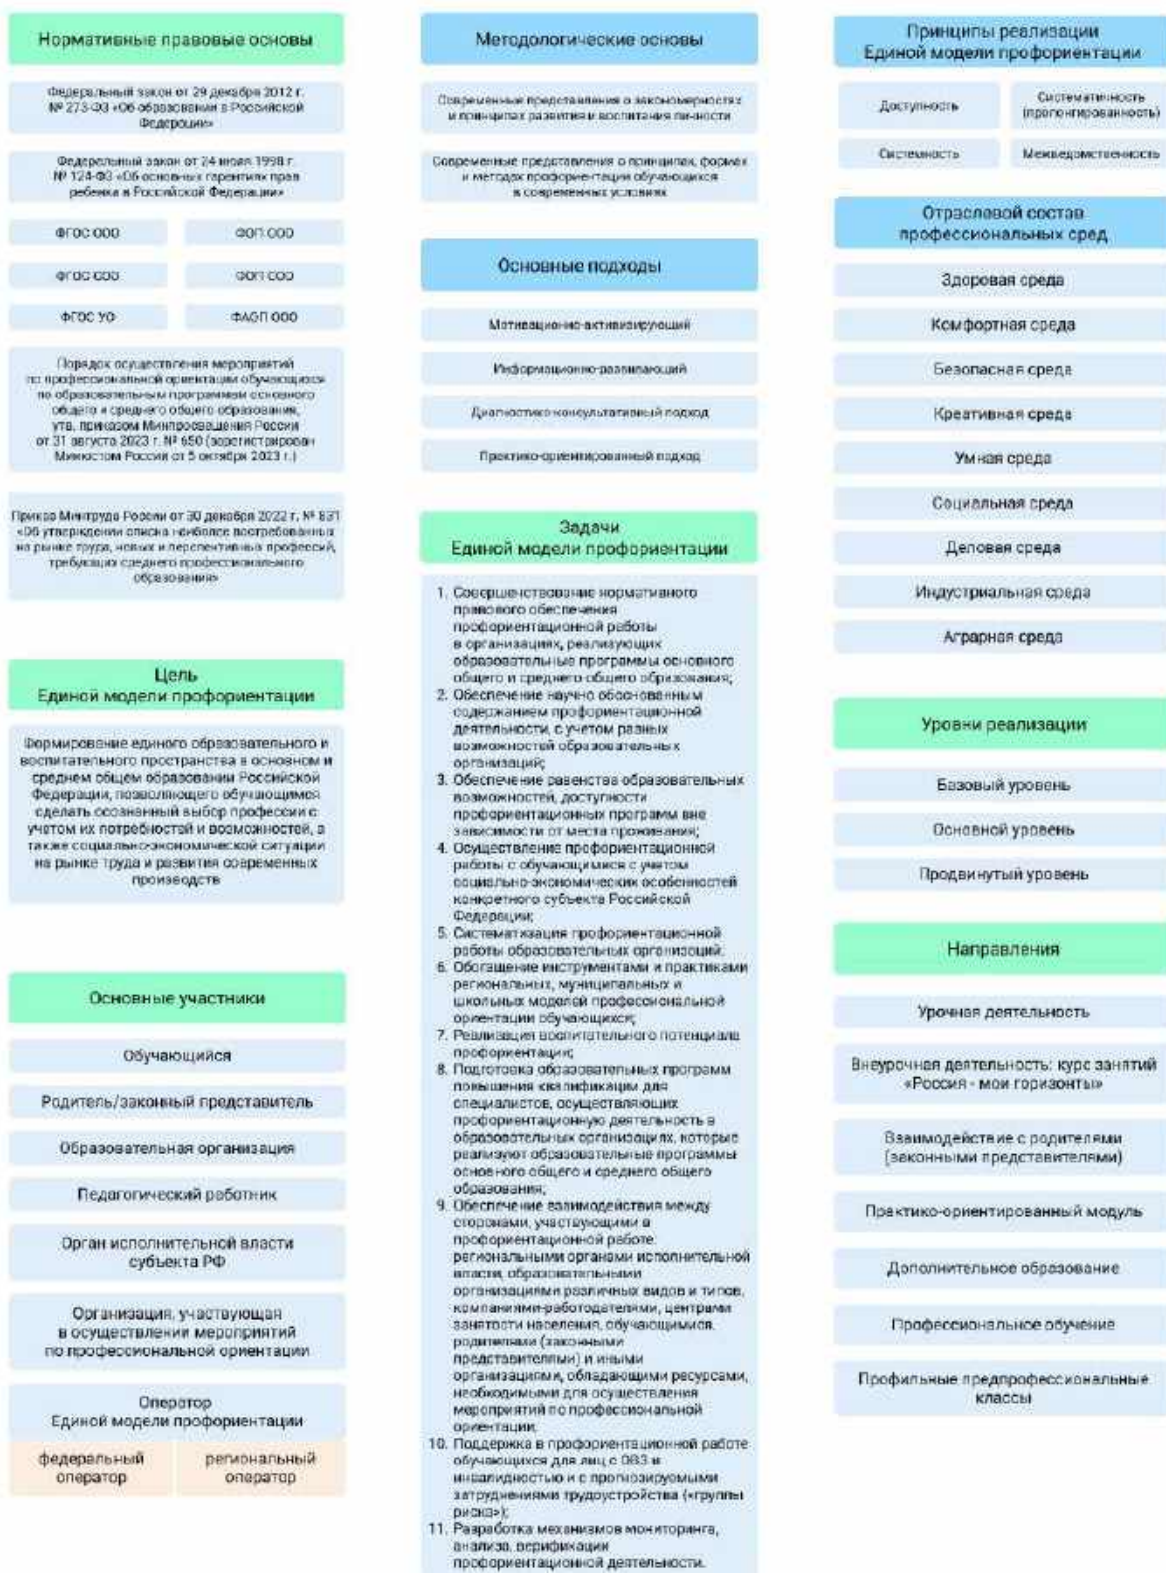 Нормативные правовые основы
Федеральный закон от 29 декабря 2012 г.
№ 273-ФЗ «Об образовании в Российской
Федерации»
Федеральный закон от 24 июля 1998 г.
№ 124-ФЗ «Об основных гарантиях прав
ребенка в Российской Федерации»
ФГОС ООО
ФОП ООО
ФГОС СОО
ФОП СОО
ФГОС УО
ФАОП ООО
Порядок осуществления мероприятий
по профессиональной ориентации обучающихся
по образовательным программам основного
общего и среднего общего образования,
утв. приказом Минпросвещения России
от 31 августа 2023 г. № 650 (зарегистрирован
Минюстом России от 5 октября 2023 г.)
Приказ Минтруда России от 30 декабря 2022 г. № 831
«Об утверждении списка наиболее востребованных
на рынке труда, новых и перспективных профессий,
требующих среднего профессионального
образования»
Цель
Единой модели профориентации
Формирование единого образовательного и
воспитательного пространства в основном и
среднем общем образовании Российской
Федерации, позволяющего обучающимся
сделать осознанный выбор профессии с
учетом их потребностей и возможностей, а
также социально-экономической ситуации
на рынке труда и развития современных
производств
Основные участники
Обучающийся
Родитель/законный представитель
Образовательная организация
Педагогический работник
Орган исполнительной власти
субъекта РФ
Организация, участвующая
в осуществлении мероприятий
по профессиональной ориентации
Оператор
Единой модели профориентации
федеральный
оператор
региональный
оператор
Методологические основы
Современные представления о закономерностях
и принципах развития и воспитания личности
Современные представления о принципах, формах
и методах профориентации обучающихся
в современных условиях
Основные подходы
Мотивационно-активизирующий
Информационно-развивающий
Диагностико-консультативный подход
Практико-ориентированный подход
Задачи
Единой модели профориентации
1. Совершенствование нормативного
правового обеспечения
профориентационной работы
в организациях, реализующих
образовательные программы основного
общего и среднего общего образования;
2. Обеспечение научно обоснованным
содержанием профориентационной
деятельности, с учетом разных
возможностей образовательных
организаций;
3. Обеспечение равенства образовательных
возможностей, доступности
профориентационных программ вне
зависимости от места проживания;
4. Осуществление профориентационной
работы с обучающимися с учетом
социально-экономических особенностей
конкретного субъекта Российской
Федерации;
5. Систематизация профориентационной
работы образовательных организаций.
6. Обогащение инструментами и практиками
региональных, муниципальных и
школьных моделей профессиональной
ориентации обучающихся;
7. Реализация воспитательного потенциала
профориентации;
8. Подготовка образовательных программ
повышения квалификации для
специалистов, осуществляющих
профориентационную деятельность в
образовательных организациях, которые
реализуют образовательные программы
основного общего и среднего общего
образования;
9. Обеспечение взаимодействия между
сторонами, участвующими в
профориентационной работе:
региональными органами исполнительной
власти, образовательными
организациями различных видов и типов,
компаниями-работодателями, центрами
занятости населения, обучающимися,
родителями (законными
представителями) и иными
организациями, обладающими ресурсами,
необходимыми для осуществления
мероприятий по профессиональной
ориентации;
10. Поддержка в профориентационной работе
обучающихся для лиц с ОВЗ и
инвалидностью и с прогнозируемыми
затруднениями трудоустройства («группы
риска»);
11. Разработка механизмов мониторинга,
анализа, верификации
профориентационной деятельности.
Принципы реализации
Единой модели профориентации
Доступность
Систематичность
(пролонгированность)
Системность
Межведомственность
Отраслевой состав
профессиональных сред
Здоровая среда
Комфортная среда
Безопасная среда
Креативная среда
Умная среда
Социальная среда
Деловая среда
Индустриальная среда
Аграрная среда
Уровни реализации
Базовый уровень
Основной уровень
Продвинутый уровень
Направления
Урочная деятельность
Внеурочная деятельность: курс занятий
«Россия - мои горизонты»
Взаимодействие с родителями
(законными представителями)
Практико-ориентированный модуль
Дополнительное образование
Профессиональное обучение
Профильные предпрофессиональные
классы